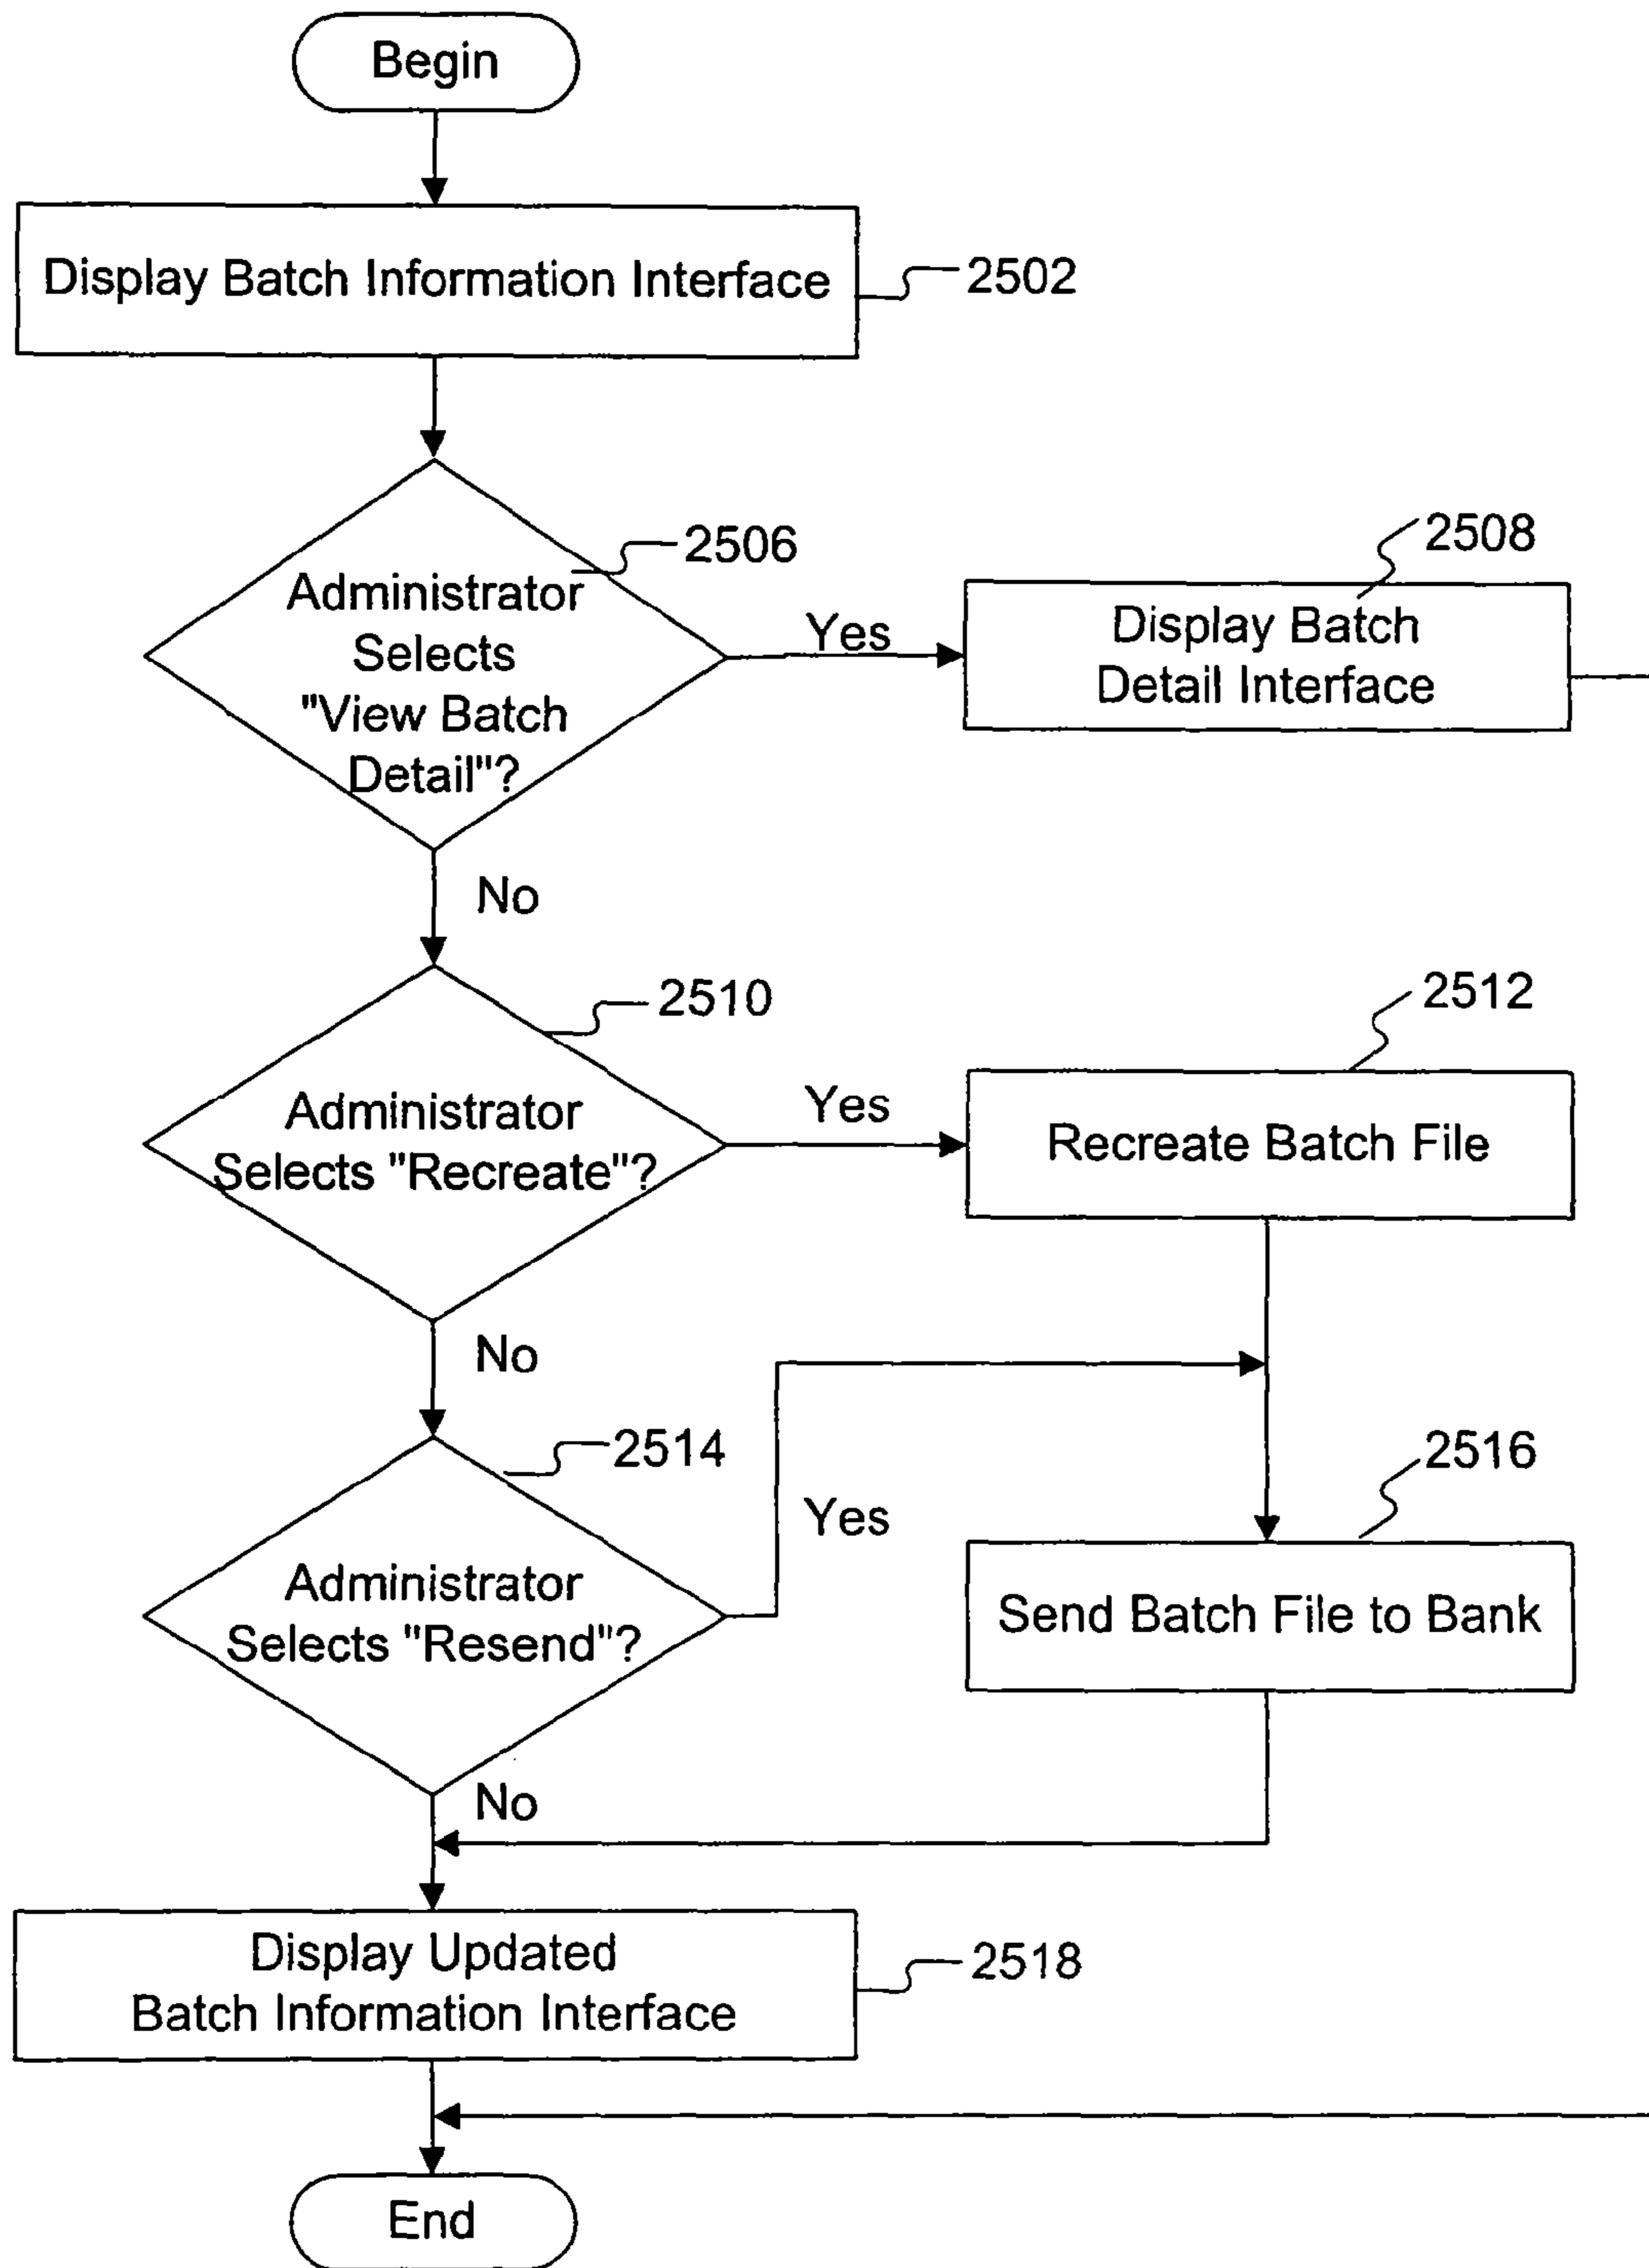 Begin
Display Batch Information Interface
2502
2506
Administrator
Selects
"View Batch
Detail"?
Yes
2508
Display Batch
Detail Interface
No
2510
Administrator
Selects "Recreate"?
Yes
2512
Recreate Batch File
No
2514
Administrator
Selects "Resend"?
Yes
2516
Send Batch File to Bank
No
Display Updated
Batch Information Interface
2518
End